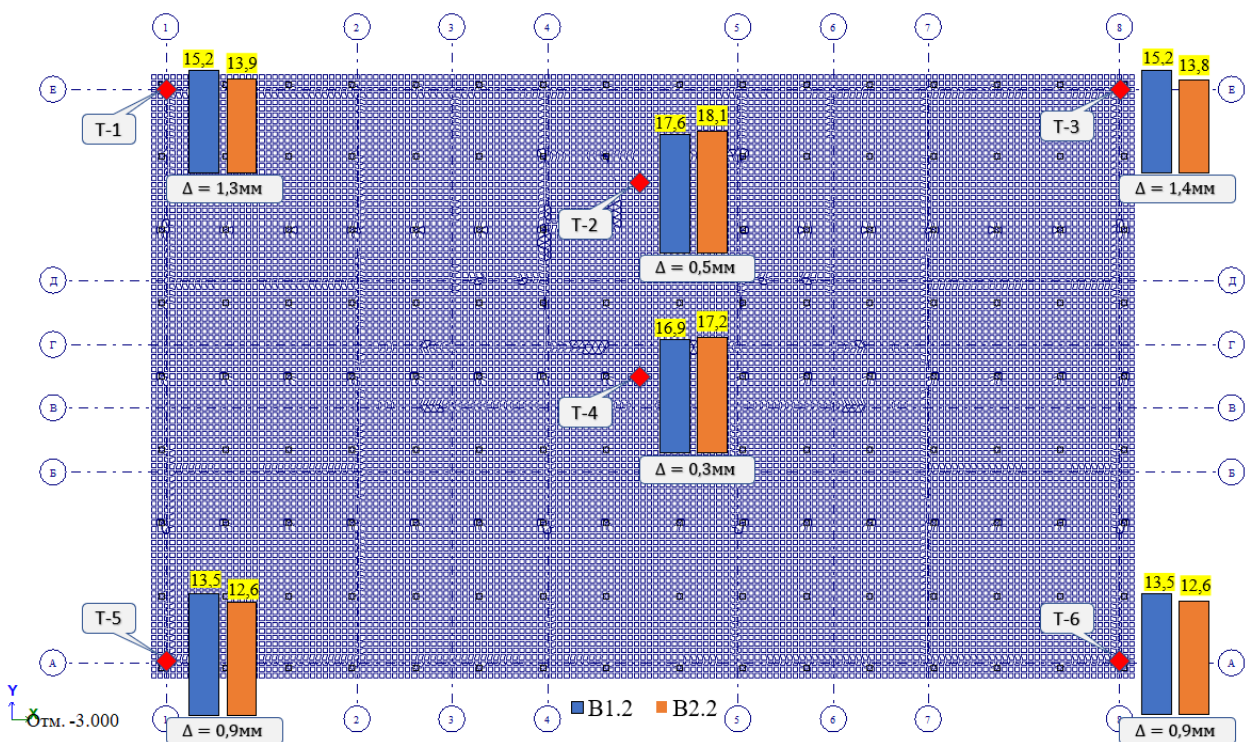 1 2 3 4 5 6 7 8
15,2 13,9
15,2 13,8
Е Е
Т-1
Т-3
17,6 18,1
Δ = 1,3мм
Δ = 1,4мм
Т-2
Δ = 0,5мм
Д Д
16,9 17,2
Г Г
Т-4
В В
Δ = 0,3мм
Б Б
13,5 12,6
13,5 12,6
Т-5
Т-6
А А
Y
X
Отм. -3.000
1 2 3 4 5 6 7 8
В1.2 В2.2
Δ = 0,9мм
Δ = 0,9мм